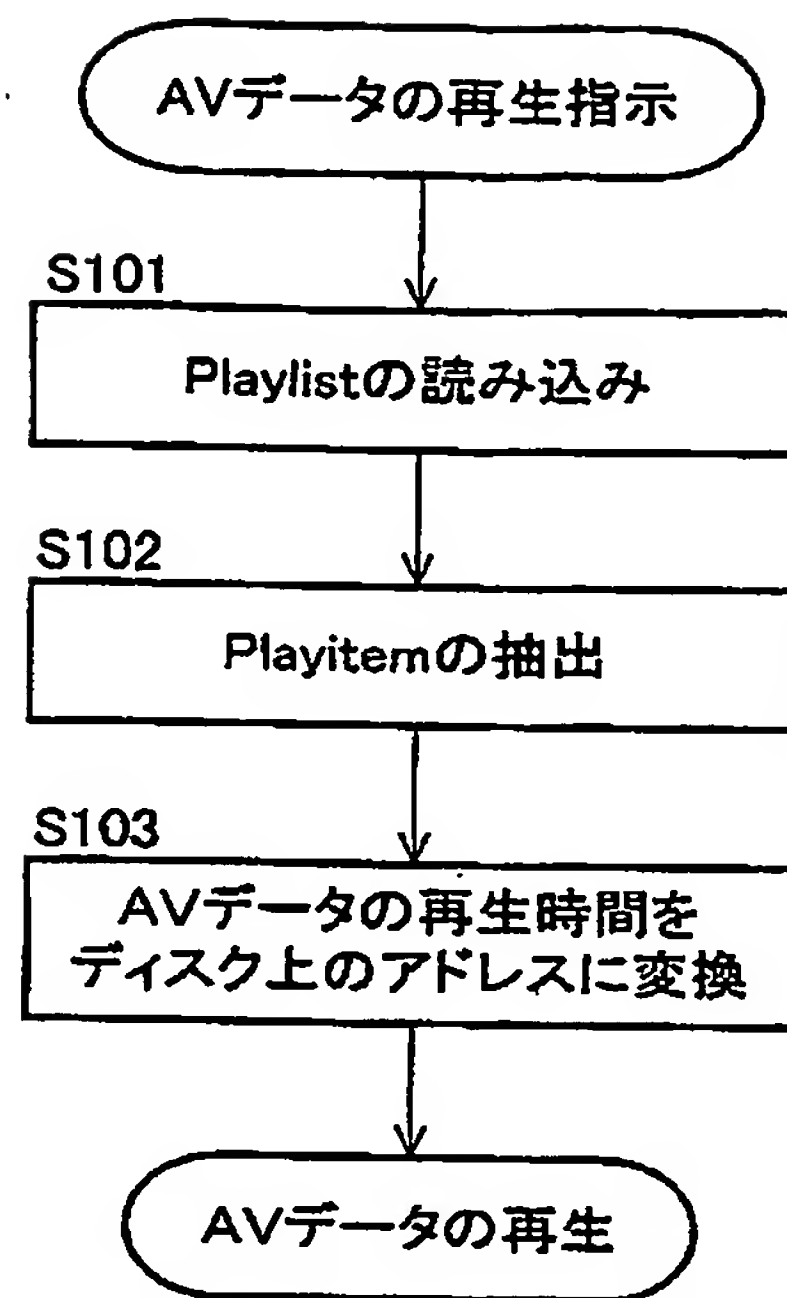 AVデータの再生指示
S101
Playlistの読み込み
S102
Playitemの抽出
S103
AVデータの再生時間を
ディスク上のアドレスに変換
AVデータの再生